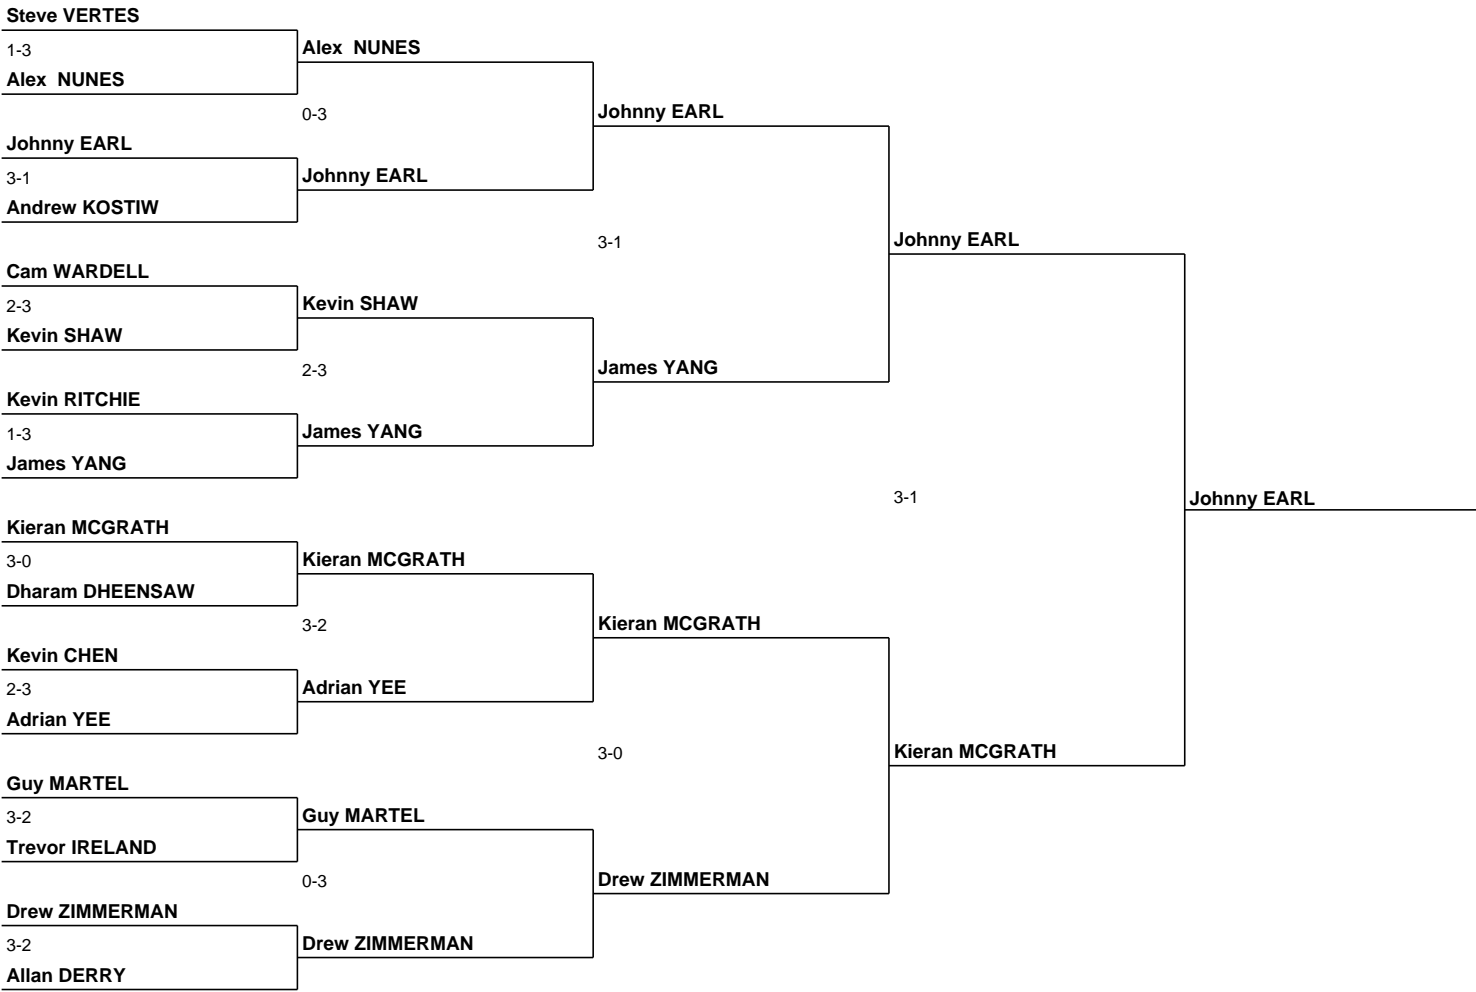 Steve VERTES
1-3
Alex  NUNES
Johnny EARL
3-1
Andrew KOSTIW
Cam WARDELL
2-3
Kevin SHAW
Kevin RITCHIE
1-3
James YANG
Kieran MCGRATH
3-0
Dharam DHEENSAW
Kevin CHEN
2-3
Adrian YEE
Guy MARTEL
3-2
Trevor IRELAND
Drew ZIMMERMAN
3-2
Allan DERRY
Alex  NUNES
0-3
Johnny EARL
Kevin SHAW
2-3
James YANG
Kieran MCGRATH
3-2
Adrian YEE
Guy MARTEL
0-3
Drew ZIMMERMAN
Johnny EARL
3-1
James YANG
Kieran MCGRATH
3-0
Drew ZIMMERMAN
Johnny EARL
3-1
Kieran MCGRATH
Johnny EARL